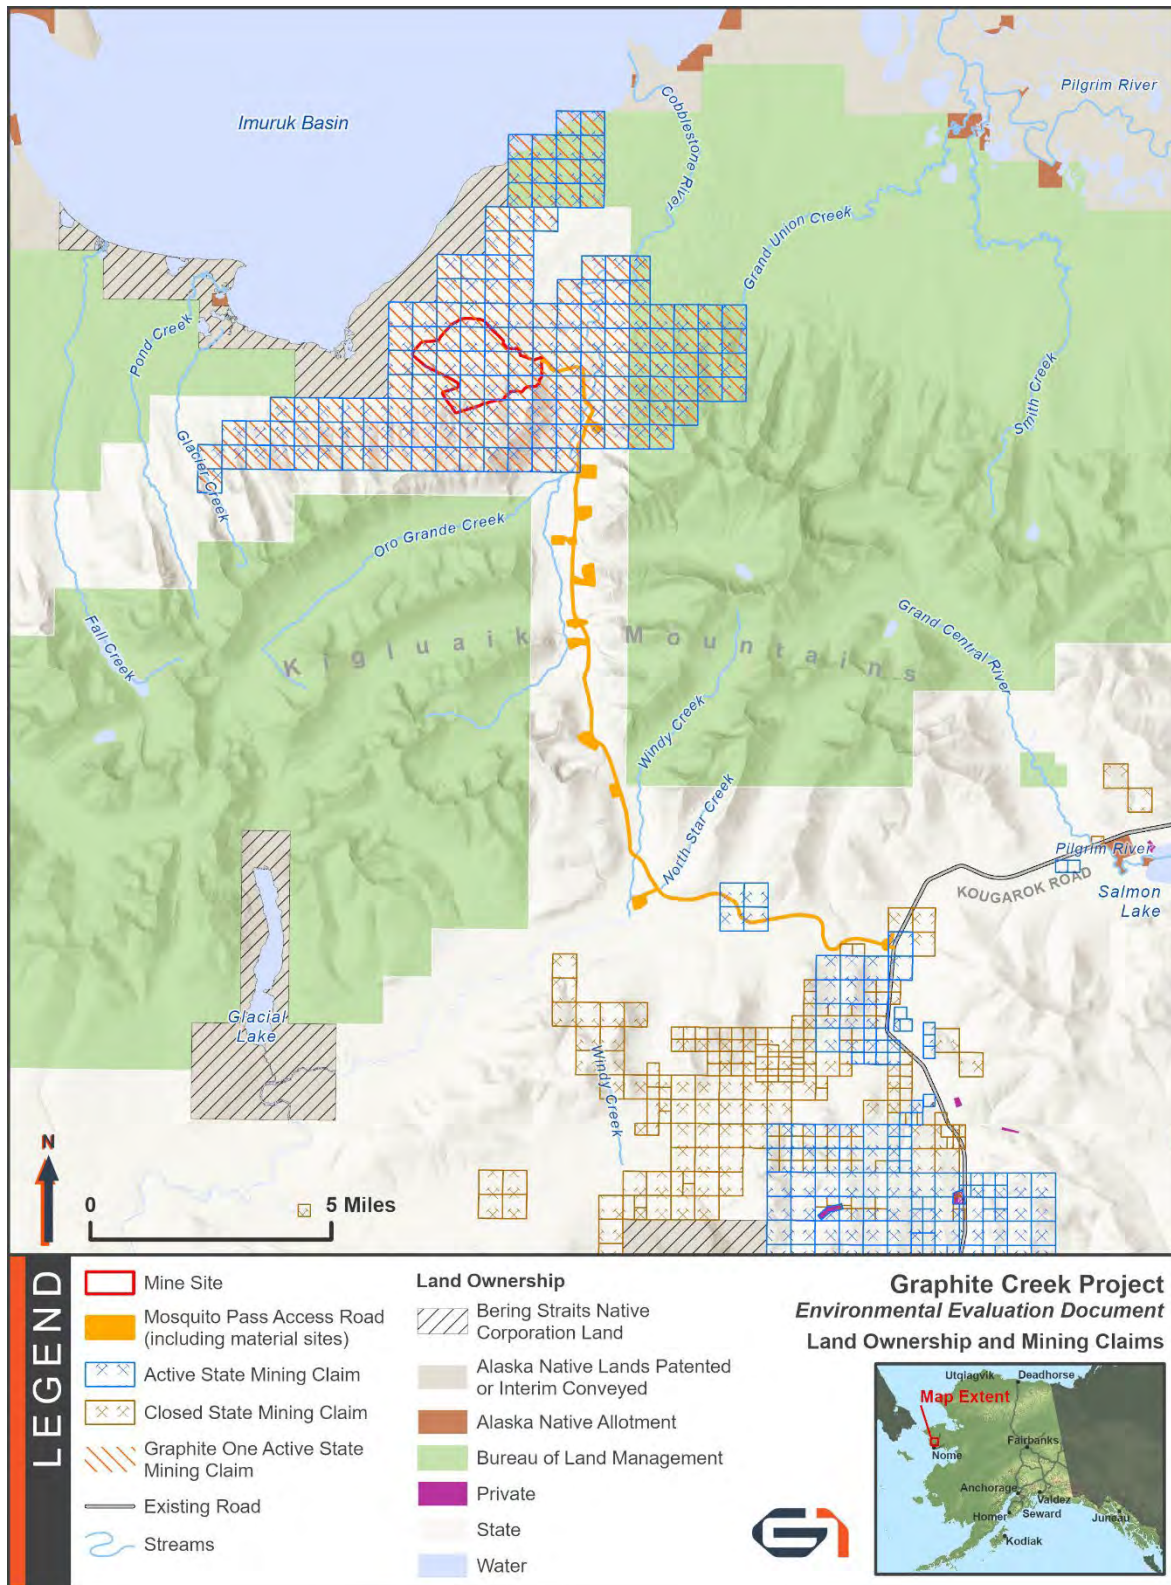 Imuruk Basin
Cobblestone River
Pilgrim River
Grand Union Creek
Pond Creek
Glacier Creek
Smith Creek
Oro Grande Creek
Fall Creek
Kigluaik Mountains
Grand Central River
Windy Creek
North Star Creek
Pilgrim River
KOUGAROK ROAD
Salmon
Lake
Glacial
Lake
Windy Creek
N
0
5 Miles
LEGEND
Mine Site
Mosquito Pass Access Road
(including material sites)
Active State Mining Claim
Closed State Mining Claim
Graphite One Active State
Mining Claim
Existing Road
Streams
Land Ownership
Bering Straits Native
Corporation Land
Alaska Native Lands Patented
or Interim Conveyed
Alaska Native Allotment
Bureau of Land Management
Private
State
Water
Graphite Creek Project
Environmental Evaluation Document
Land Ownership and Mining Claims
Utqiagvik
Deadhorse
Map Extent
Nome
Fairbanks
Anchorage
Valdez
Homer
Seward
Juneau
Kodiak
G1